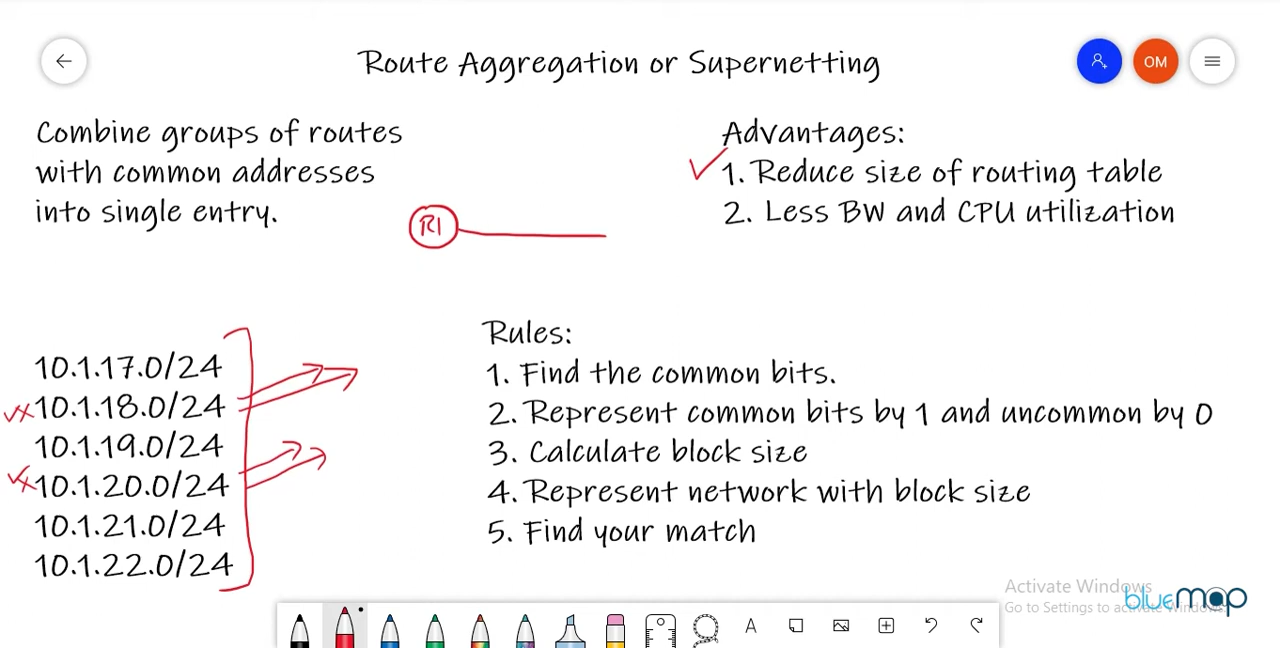 Route Aggregation or Supernetting
OM
Combine groups of routes
with common addresses
into single entry.
Advantages:
1. Reduce size of routing table
2. Less BW and CPU utilization
R1
10.1.17.0/24
10.1.18.0/24
10.1.19.0/24
10.1.20.0/24
10.1.21.0/24
10.1.22.0/24
Rules:
1. Find the common bits.
2. Represent common bits by 1 and uncommon by 0
3. Calculate block size
4. Represent network with block size
5. Find your match
Activate Windows
Go to Settings to activate Windows.
bluemap
A